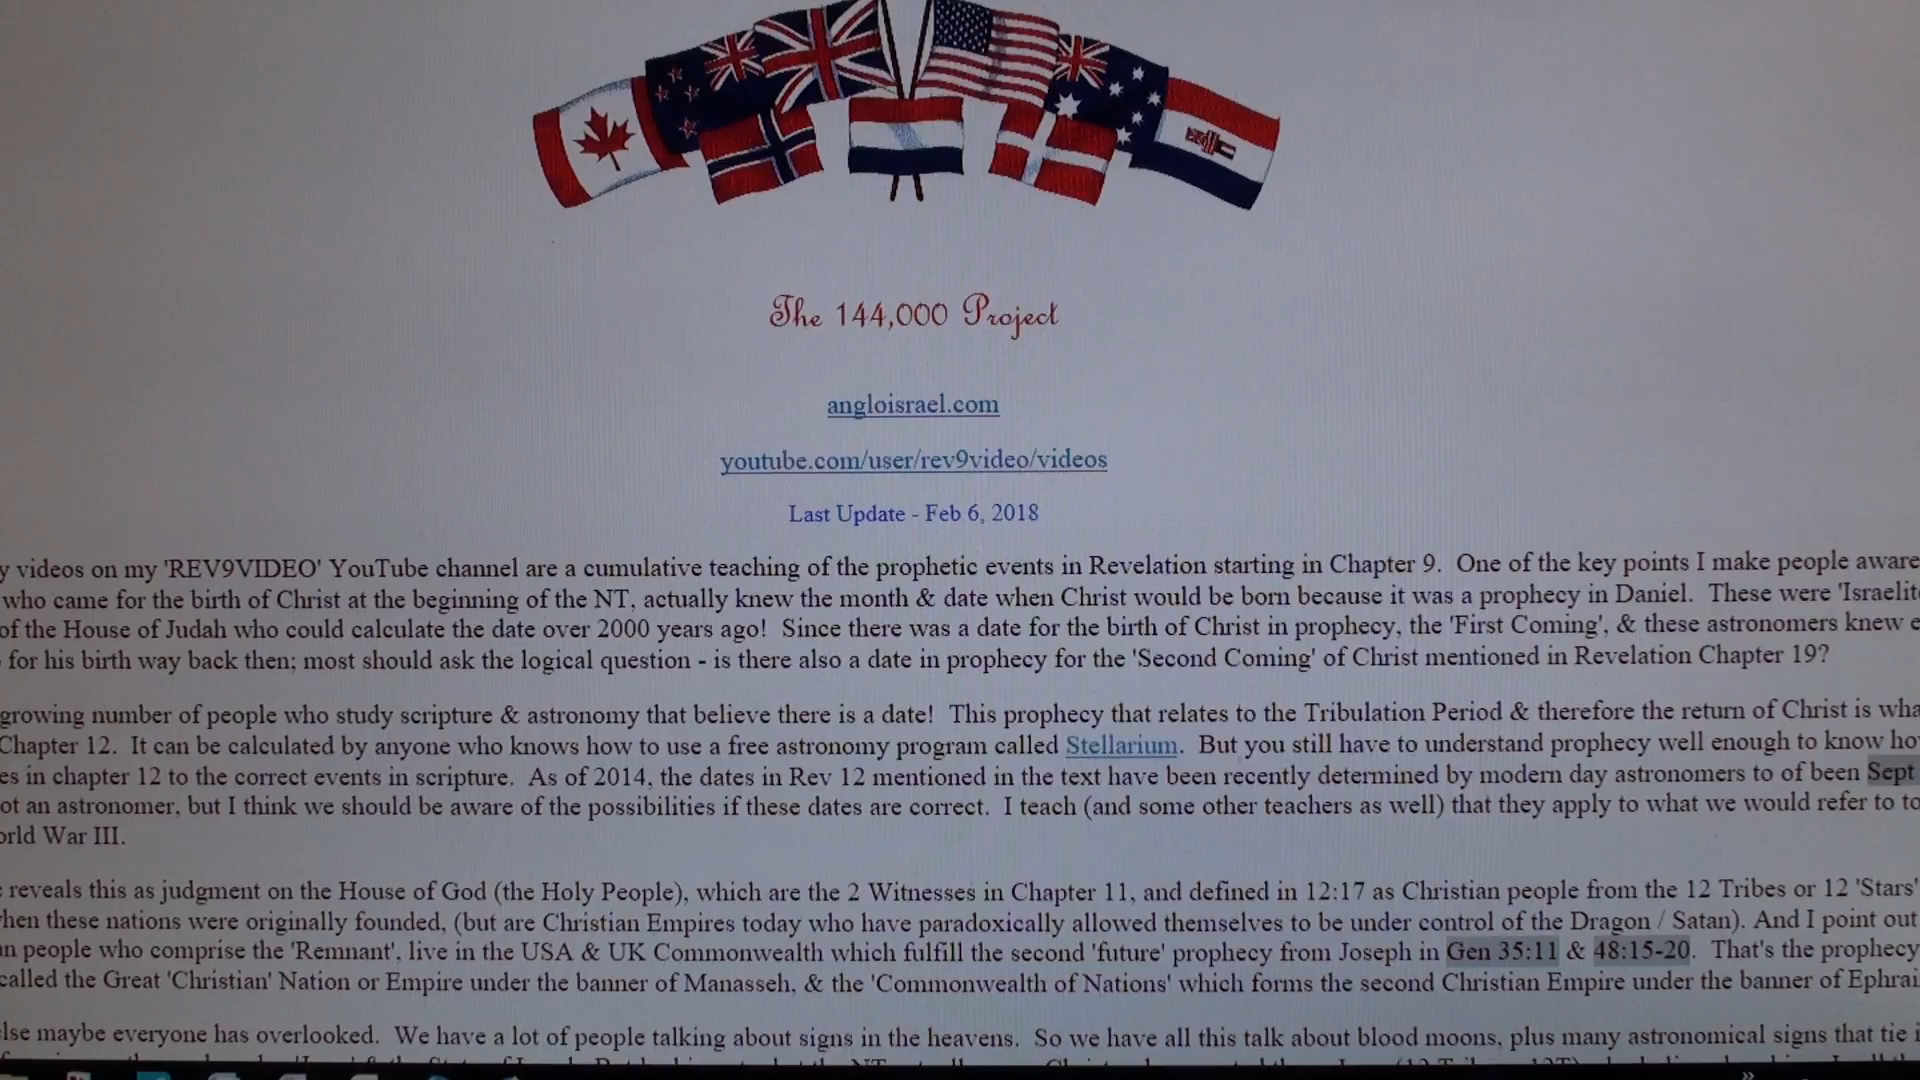 The 144,000 Project
angloisrael.com
youtube.com/user/rev9video/videos
Last Update - Feb 6, 2018
y videos on my 'REV9VIDEO' YouTube channel are a cumulative teaching of the prophetic events in Revelation starting in Chapter 9. One of the key points I make people aware
who came for the birth of Christ at the beginning of the NT, actually knew the month & date when Christ would be born because it was a prophecy in Daniel. These were 'Israelit
of the House of Judah who could calculate the date over 2000 years ago! Since there was a date for the birth of Christ in prophecy, the 'First Coming', & these astronomers knew e
for his birth way back then; most should ask the logical question - is there also a date in prophecy for the 'Second Coming' of Christ mentioned in Revelation Chapter 19?
growing number of people who study scripture & astronomy that believe there is a date! This prophecy that relates to the Tribulation Period & therefore the return of Christ is wha
Chapter 12. It can be calculated by anyone who knows how to use a free astronomy program called Stellarium. But you still have to understand prophecy well enough to know ho
es in chapter 12 to the correct events in scripture. As of 2014, the dates in Rev 12 mentioned in the text have been recently determined by modern day astronomers to of been Sept
ot an astronomer, but I think we should be aware of the possibilities if these dates are correct. I teach (and some other teachers as well) that they apply to what we would refer to to
orld War III.
reveals this as judgment on the House of God (the Holy People), which are the 2 Witnesses in Chapter 11, and defined in 12:17 as Christian people from the 12 Tribes or 12 'Stars'
hen these nations were originally founded, (but are Christian Empires today who have paradoxically allowed themselves to be under control of the Dragon / Satan). And I point out
an people who comprise the 'Remnant', live in the USA & UK Commonwealth which fulfill the second 'future' prophecy from Joseph in Gen 35:11 & 48:15-20. That's the prophecy
called the Great 'Christian' Nation or Empire under the banner of Manasseh, & the 'Commonwealth of Nations' which forms the second Christian Empire under the banner of Ephrai
lse maybe everyone has overlooked. We have a lot of people talking about signs in the heavens. So we have all this talk about blood moons, plus many astronomical signs that tie i